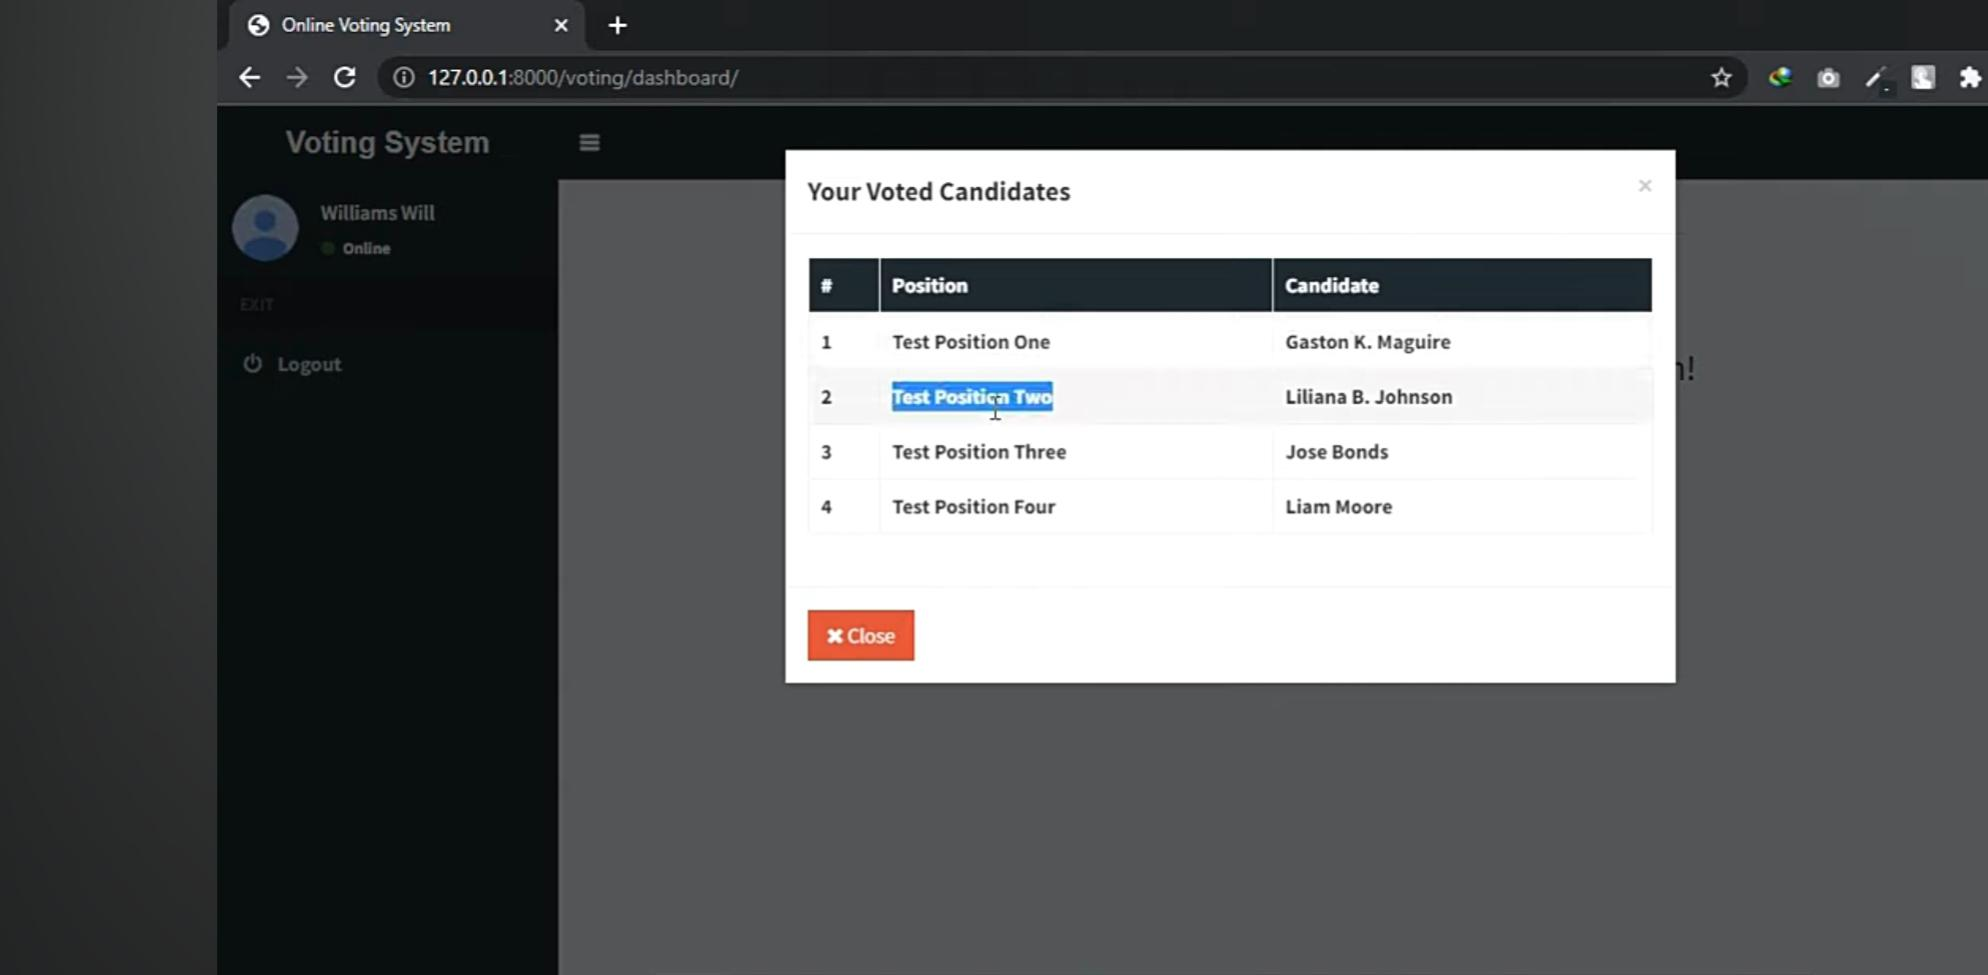 Online Voting System
127.0.0.1:8000/voting/dashboard/
Voting System
Williams Will
Online
EXIT
Logout
Your Voted Candidates
# Position Candidate
1 Test Position One Gaston K. Maguire
2 Test Position Two Liliana B. Johnson
3 Test Position Three Jose Bonds
4 Test Position Four Liam Moore
Close